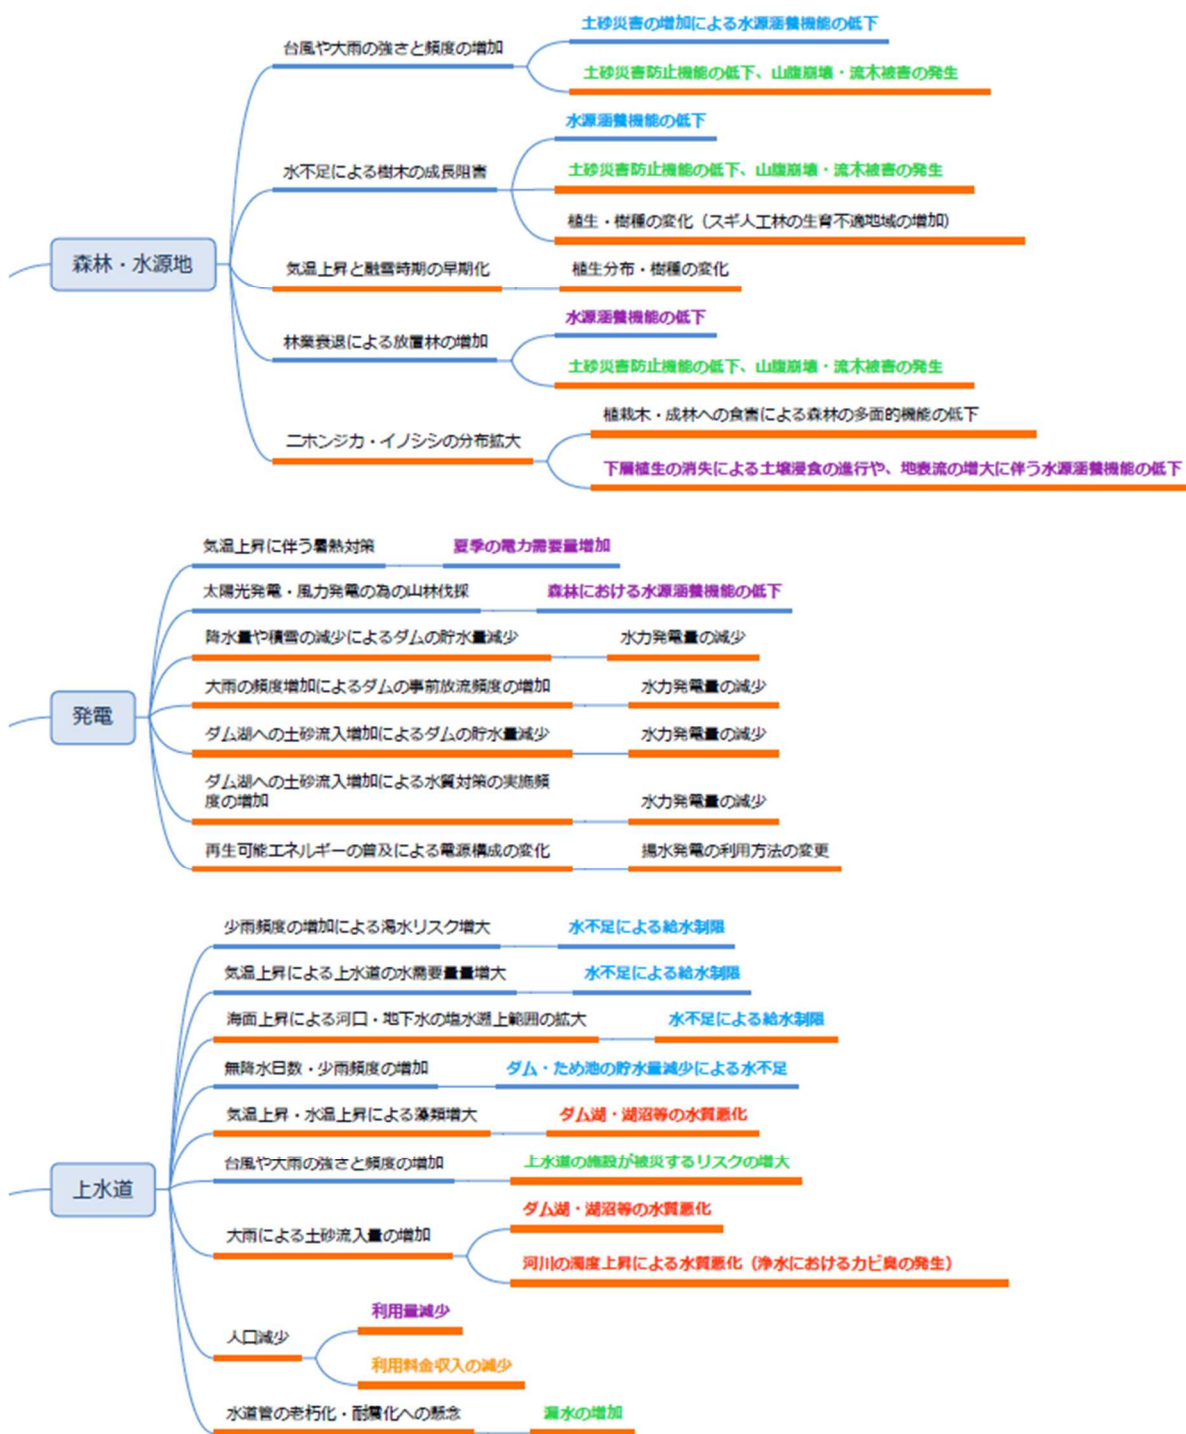 森林・水源地
台風や大雨の強さと頻度の増加
土砂災害の増加による水源涵養機能の低下
土砂災害防止機能の低下、山腹崩壊・流木被害の発生
水不足による樹木の成長阻害
水源涵養機能の低下
土砂災害防止機能の低下、山腹崩壊・流木被害の発生
植生・樹種の変化（スギ人工林の生育不適地域の増加）
気温上昇と融雪時期の早期化
植生分布・樹種の変化
林業衰退による放置林の増加
水源涵養機能の低下
土砂災害防止機能の低下、山腹崩壊・流木被害の発生
ニホンジカ・イノシシの分布拡大
植栽木・成林への食害による森林の多面的機能の低下
下層植生の消失による土壌浸食の進行や、地表流の増大に伴う水源涵養機能の低下
発電
気温上昇に伴う暑熱対策
夏季の電力需要量増加
太陽光発電・風力発電の為の山林伐採
森林における水源涵養機能の低下
降水量や積雪の減少によるダムの貯水量減少
水力発電量の減少
大雨の頻度増加によるダムの事前放流頻度の増加
水力発電量の減少
ダム湖への土砂流入増加によるダムの貯水量減少
水力発電量の減少
ダム湖への土砂流入増加による水質対策の実施頻
度の増加
水力発電量の減少
再生可能エネルギーの普及による電源構成の変化
揚水発電の利用方法の変更
上水道
少雨頻度の増加による渇水リスク増大
水不足による給水制限
気温上昇による上水道の水需要量量増大
水不足による給水制限
海面上昇による河口・地下水の塩水遡上範囲の拡大
水不足による給水制限
無降水日数・少雨頻度の増加
ダム・ため池の貯水量減少による水不足
気温上昇・水温上昇による藻類増大
ダム湖・湖沼等の水質悪化
台風や大雨の強さと頻度の増加
上水道の施設が被災するリスクの増大
大雨による土砂流入量の増加
ダム湖・湖沼等の水質悪化
河川の濁度上昇による水質悪化（浄水におけるカビ臭の発生）
人口減少
利用量減少
利用料金収入の減少
水道管の老朽化・耐震化への懸念
漏水の増加